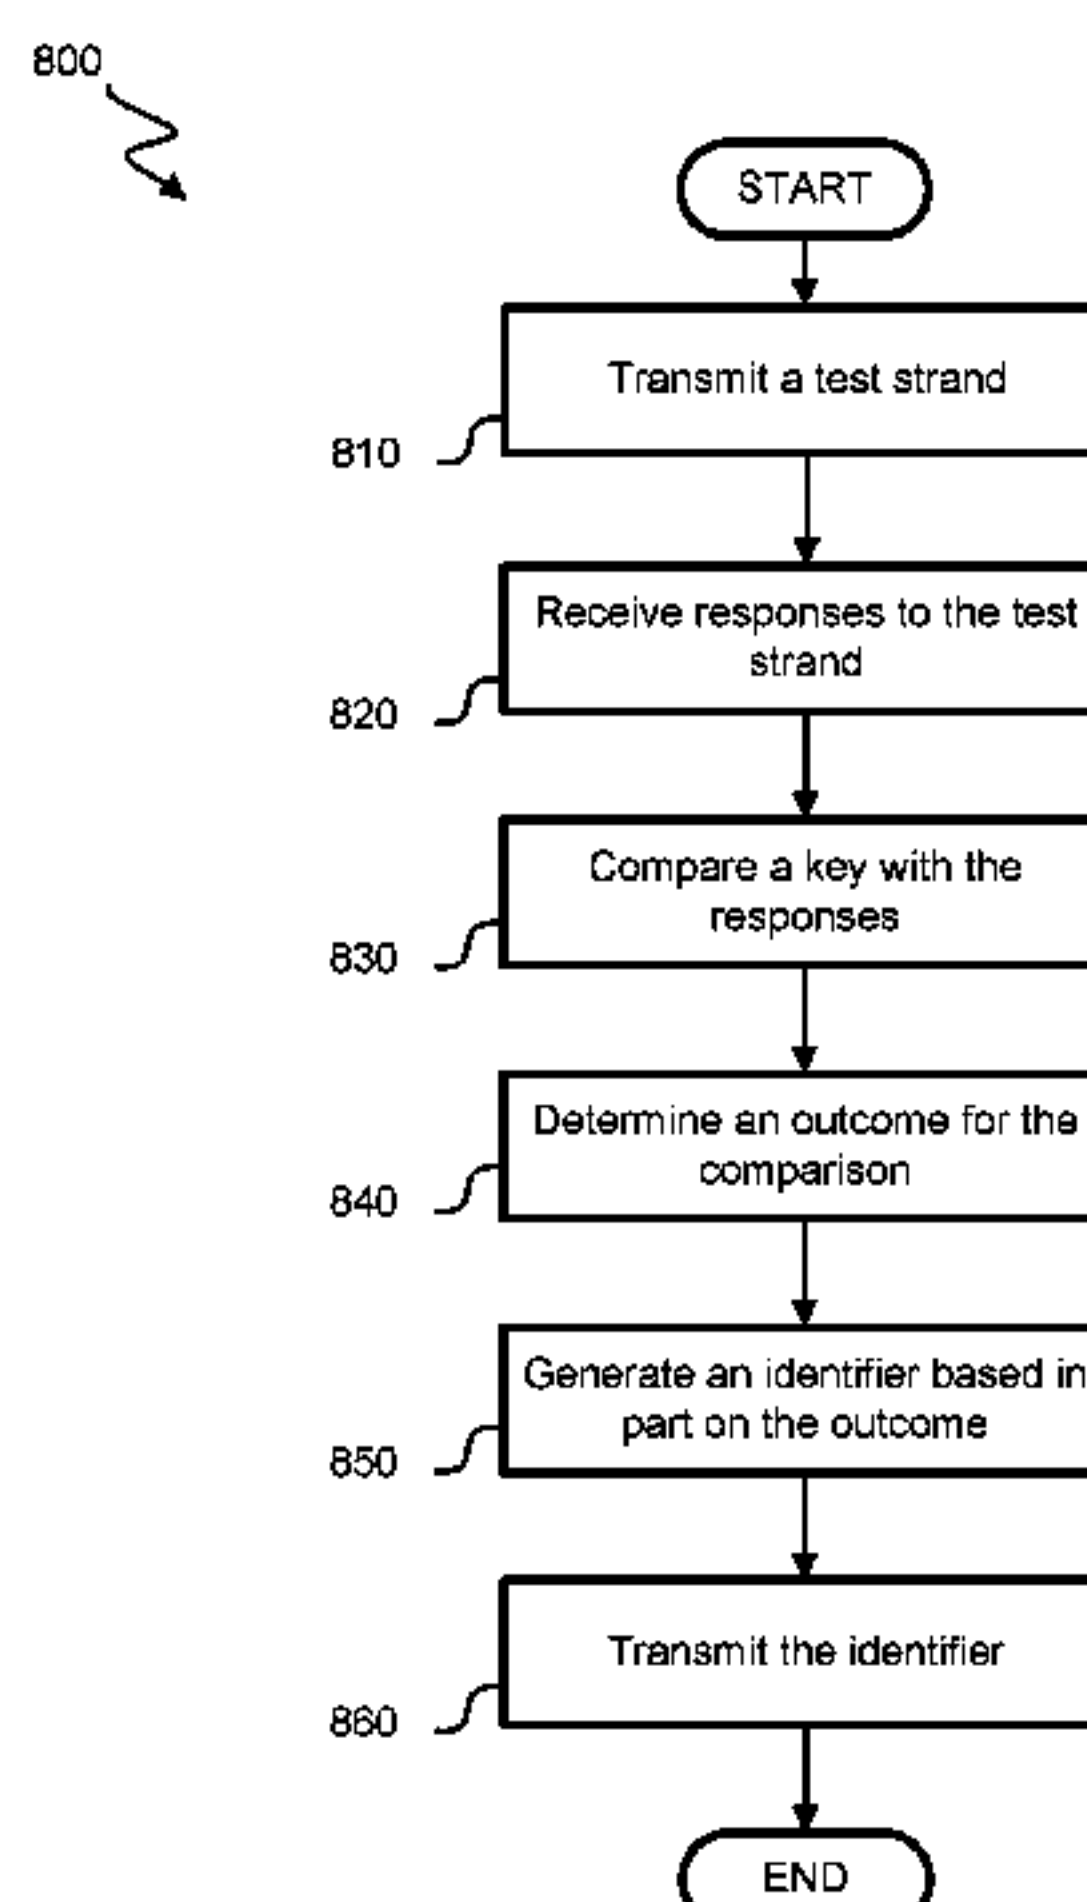 800
START
Transmit a test strand
810
Receive responses to the test
strand
820
Compare a key with the
responses
830
Determine an outcome for the
comparison
840
Generate an identifier based in
part on the outcome
850
Transmit the identifier
860
END